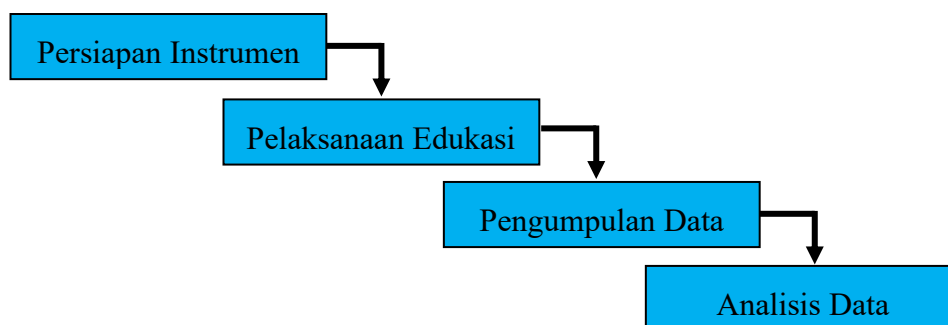 Persiapan Instrumen
Pelaksanaan Edukasi
Pengumpulan Data
Analisis Data